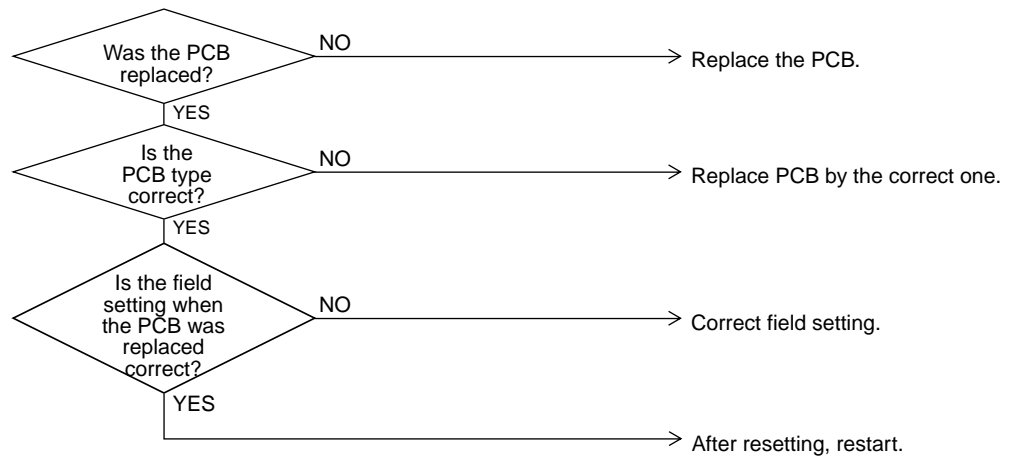 Was the PCB
replaced?
NO
Replace the PCB.
YES
Is the
PCB type
correct?
NO
Replace PCB by the correct one.
YES
Is the field
setting when
the PCB was
replaced
correct?
NO
Correct field setting.
YES
After resetting, restart.